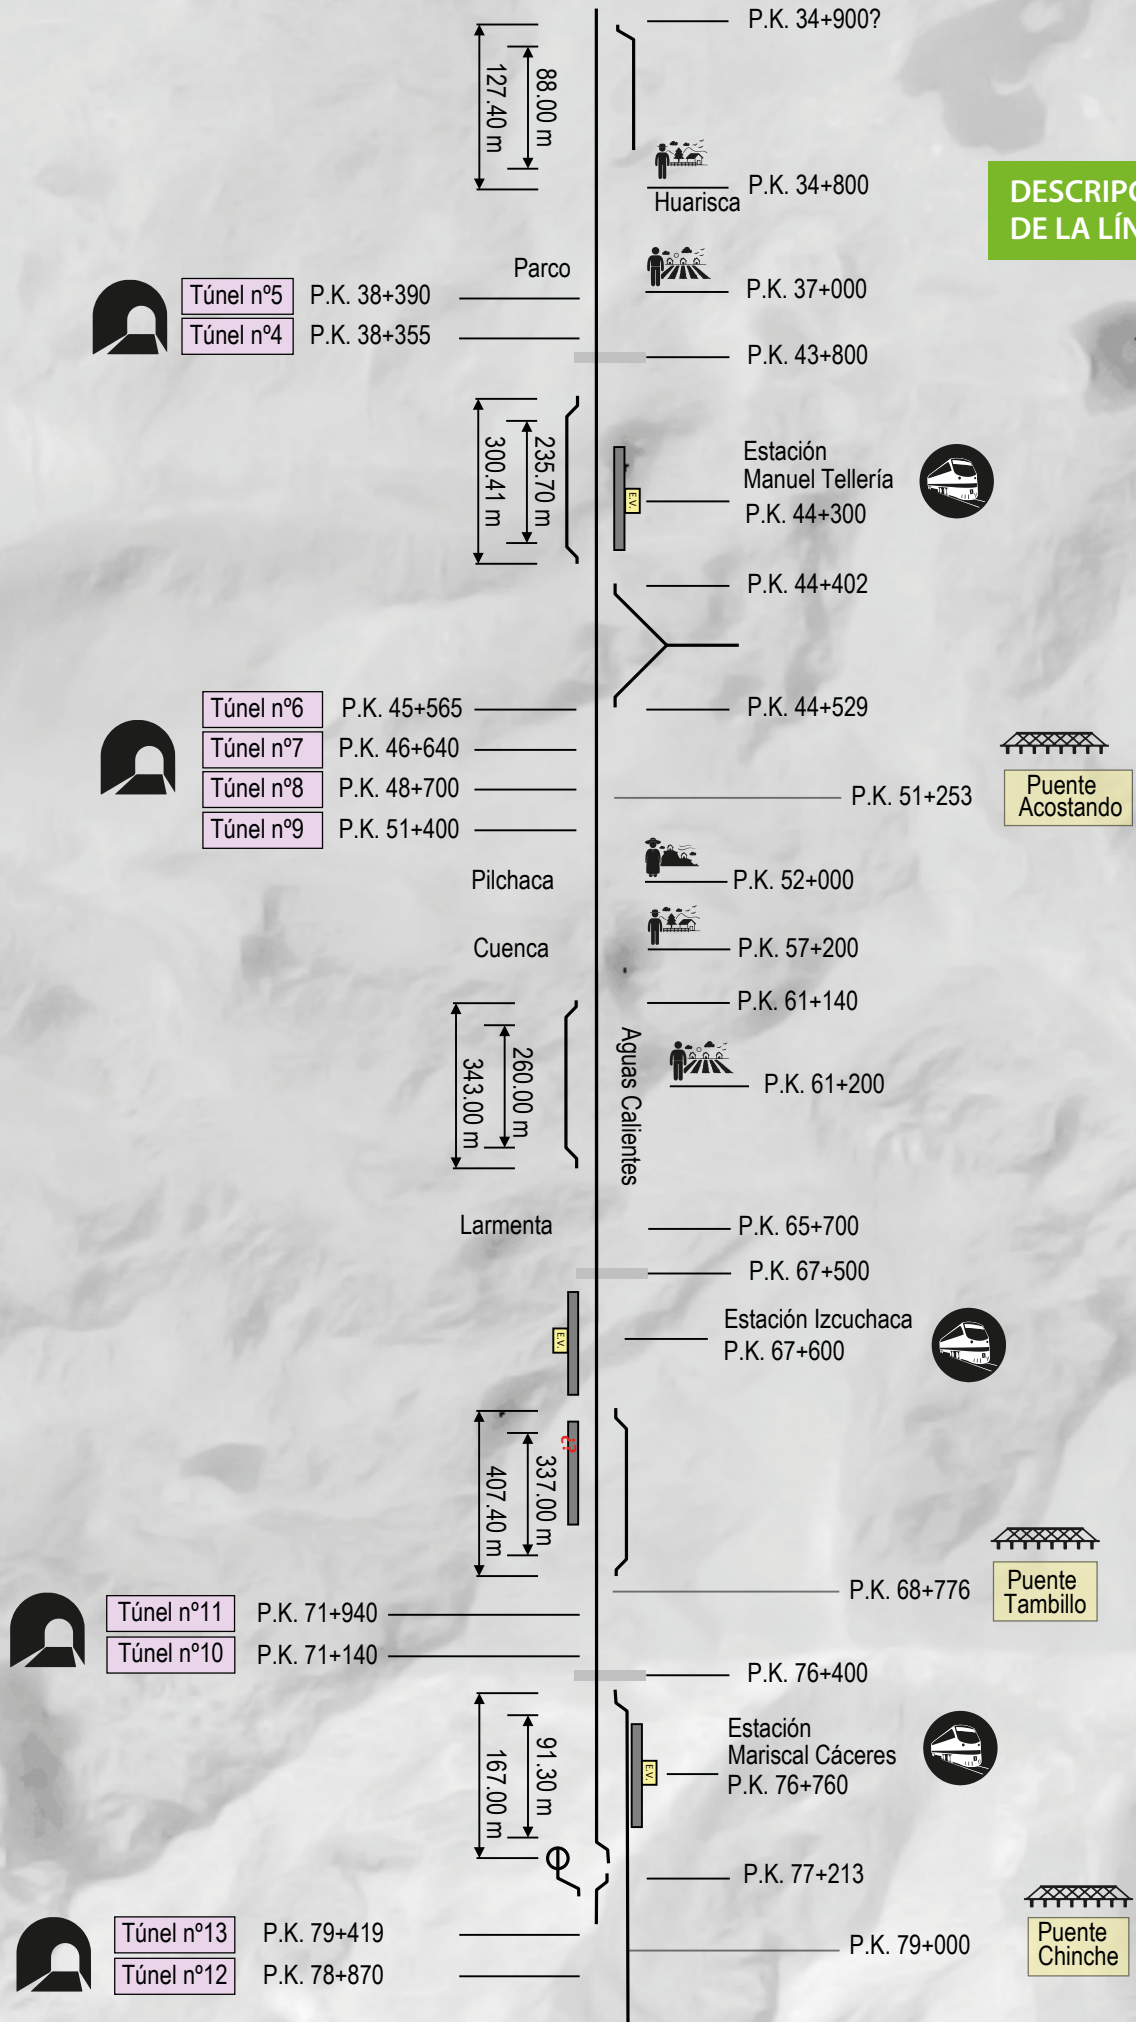 P.K. 34+900?
88.00 m
127.40 m
Huarisca
P.K. 34+800
DESCRIPC
DE LA LÍN
Parco
P.K. 37+000
Túnel nº5
P.K. 38+390
Túnel nº4
P.K. 38+355
P.K. 43+800
235.70 m
300.41 m
Estación
Manuel Tellería
P.K. 44+300
E.V.
P.K. 44+402
Túnel nº6
P.K. 45+565
P.K. 44+529
Túnel nº7
P.K. 46+640
Túnel nº8
P.K. 48+700
P.K. 51+253
Puente
Acostando
Túnel nº9
P.K. 51+400
Pilchaca
P.K. 52+000
Cuenca
P.K. 57+200
P.K. 61+140
260.00 m
343.00 m
Aguas Calientes
P.K. 61+200
Larmenta
P.K. 65+700
P.K. 67+500
E.V.
Estación Izcuchaca
P.K. 67+600
¿?
337.00 m
407.40 m
P.K. 68+776
Puente
Tambillo
Túnel nº11
P.K. 71+940
Túnel nº10
P.K. 71+140
P.K. 76+400
91.30 m
167.00 m
E.V.
Estación
Mariscal Cáceres
P.K. 76+760
P.K. 77+213
Túnel nº13
P.K. 79+419
P.K. 79+000
Puente
Chinche
Túnel nº12
P.K. 78+870